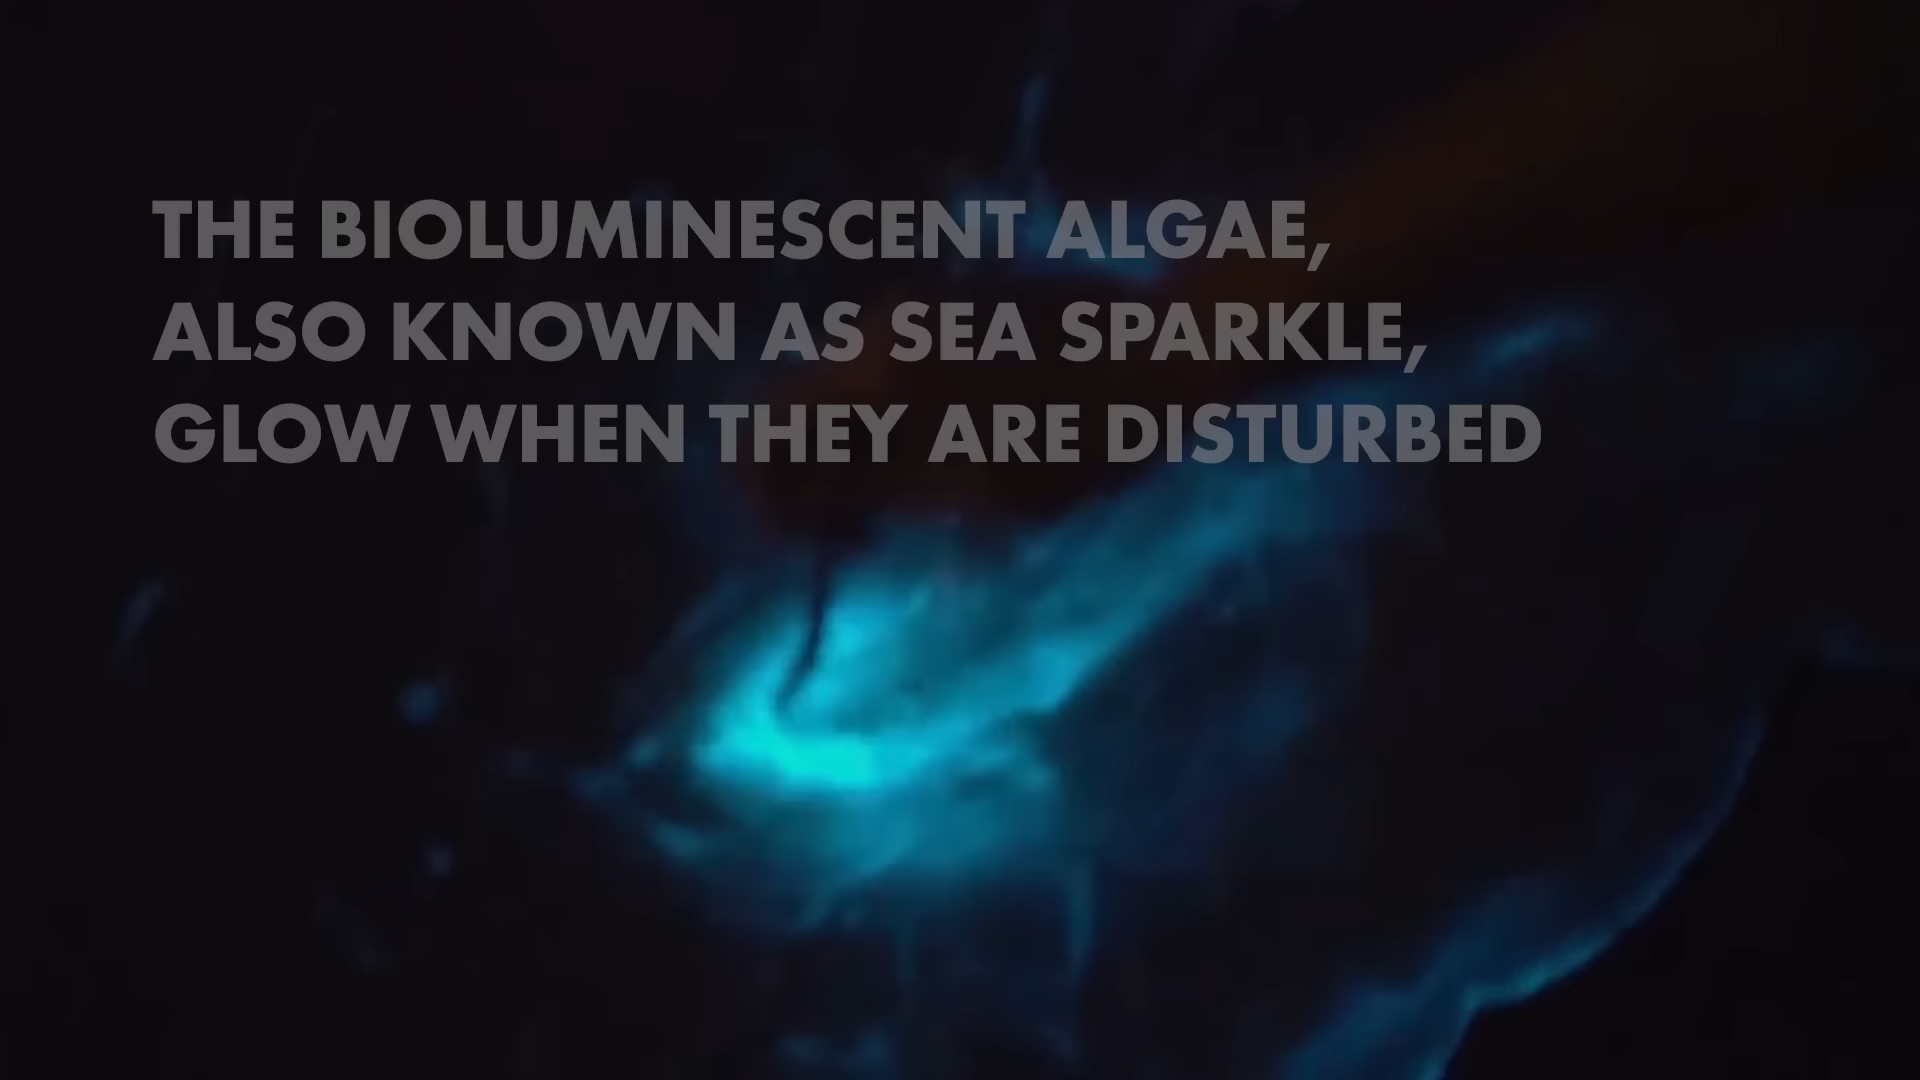 THE BIOLUMINESCENT ALGAE,
ALSO KNOWN AS SEA SPARKLE,
GLOW WHEN THEY ARE DISTURBED